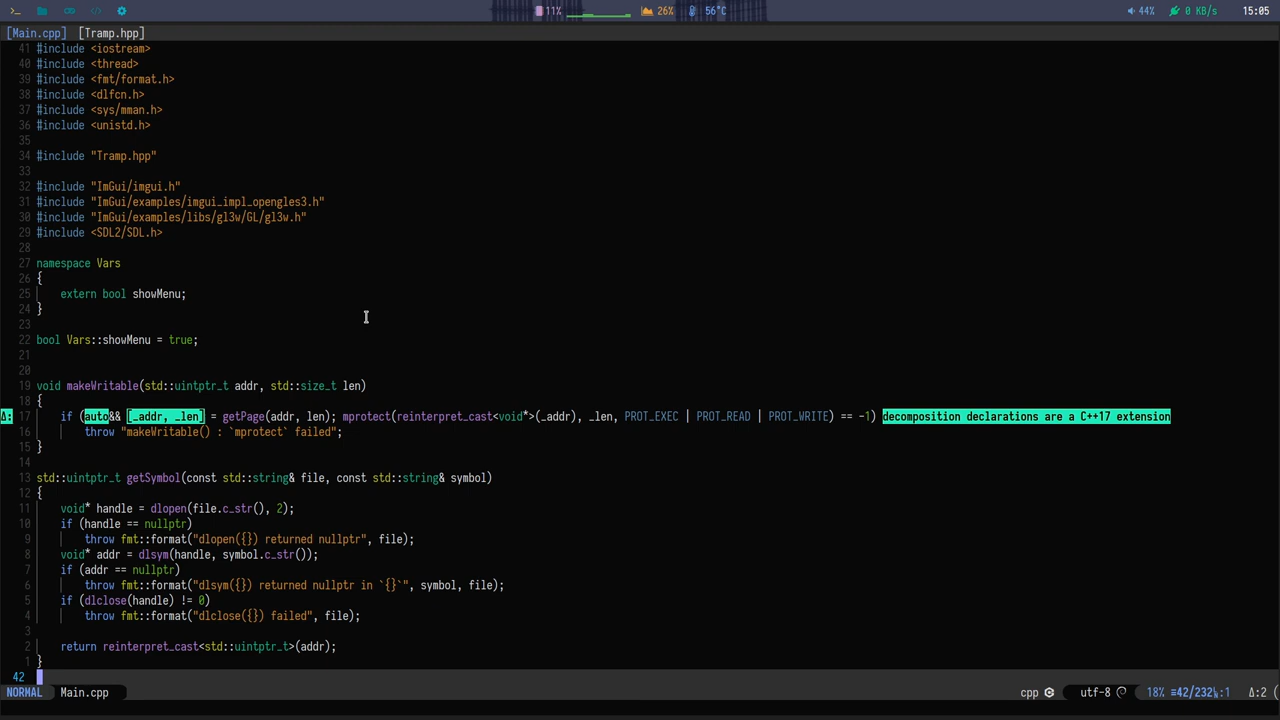 11% 26% 56°C 44% 0 KB/s 15:05
[Main.cpp] [Tramp.hpp]
41 #include <iostream>
40 #include <thread>
39 #include <fmt/format.h>
38 #include <dlfcn.h>
37 #include <sys/mman.h>
36 #include <unistd.h>
35
34 #include "Tramp.hpp"
33
32 #include "ImGui/imgui.h"
31 #include "ImGui/examples/imgui_impl_opengles3.h"
30 #include "ImGui/examples/libs/gl3w/GL/gl3w.h"
29 #include <SDL2/SDL.h>
28
27 namespace Vars
26 {
25     extern bool showMenu;
24 }
23
22 bool Vars::showMenu = true;
21
20
19 void makeWritable(std::uintptr_t addr, std::size_t len)
18 {
Δ: 17     if (auto&& [_addr, _len] = getPage(addr, len); mprotect(reinterpret_cast<void*>(_addr), _len, PROT_EXEC | PROT_READ | PROT_WRITE) == -1) decomposition declarations are a C++17 extension
16         throw "makeWritable() : `mprotect` failed";
15 }
14
13 std::uintptr_t getSymbol(const std::string& file, const std::string& symbol)
12 {
11     void* handle = dlopen(file.c_str(), 2);
10     if (handle == nullptr)
9         throw fmt::format("dlopen({}) returned nullptr", file);
8     void* addr = dlsym(handle, symbol.c_str());
7     if (addr == nullptr)
6         throw fmt::format("dlsym({}) returned nullptr in `{}`", symbol, file);
5     if (dlclose(handle) != 0)
4         throw fmt::format("dlclose({}) failed", file);
3
2     return reinterpret_cast<std::uintptr_t>(addr);
1 }
42
NORMAL Main.cpp cpp utf-8 18% ≡42/232㏑:1 Δ:2 (